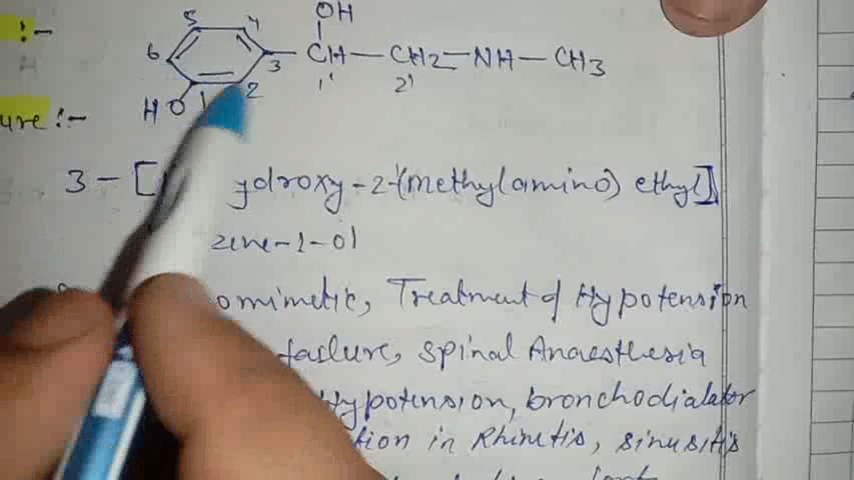 :-
OH
5 4
6 3 CH — CH2 — NH — CH3
1' 2'
HO 1 2
ure :-
3 - [ ydroxy - 2 - (methylamino) ethyl]
zene - 1 - ol
omimetic, Treatment of Hypotension
failure, spinal Anaesthesia
Hypotension, bronchodialator
tion in Rhinetis, sinusitis